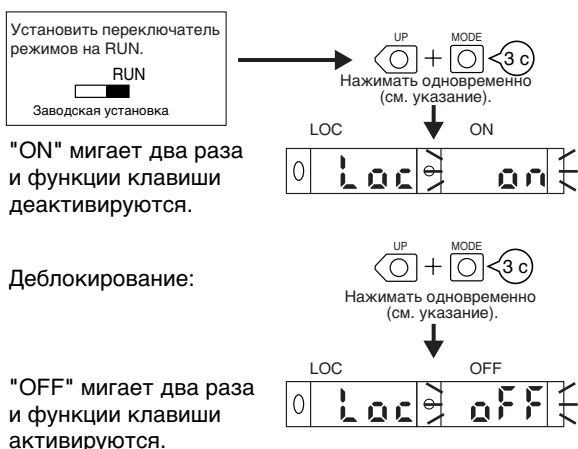 Установить переключатель
режимов на RUN.
RUN
Заводская установка
UP + MODE 3 с
Нажимать одновременно
(см. указание).
LOC ON
"ON" мигает два раза
и функции клавиши
деактивируются.
0 Loc on
Деблокирование:
UP + MODE 3 с
Нажимать одновременно
(см. указание).
LOC OFF
"OFF" мигает два раза
и функции клавиши
активируются.
0 Loc oFF